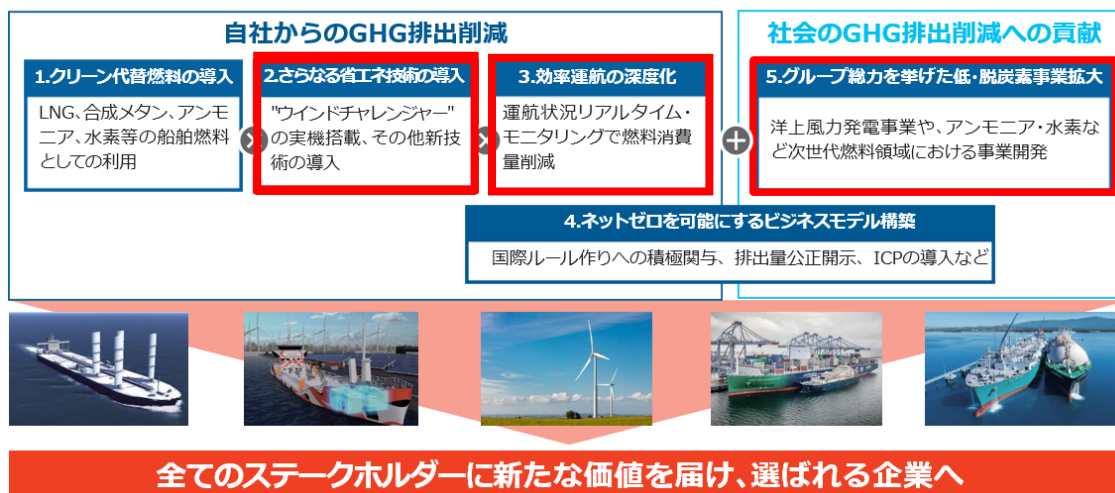 自社からのGHG排出削減
社会のGHG排出削減への貢献
1.クリーン代替燃料の導入
LNG、合成メタン、アンモ
ニア、水素等の船舶燃料
としての利用
2.さらなる省エネ技術の導入
"ウインドチャレンジャー"
の実機搭載、その他新技
術の導入
3.効率運航の深度化
運航状況リアルタイム・
モニタリングで燃料消費
量削減
5.グループ総力を挙げた低・脱炭素事業拡大
洋上風力発電事業や、アンモニア・水素な
ど次世代燃料領域における事業開発
4.ネットゼロを可能にするビジネスモデル構築
国際ルール作りへの積極関与、排出量公正開示、ICPの導入など
全てのステークホルダーに新たな価値を届け、選ばれる企業へ